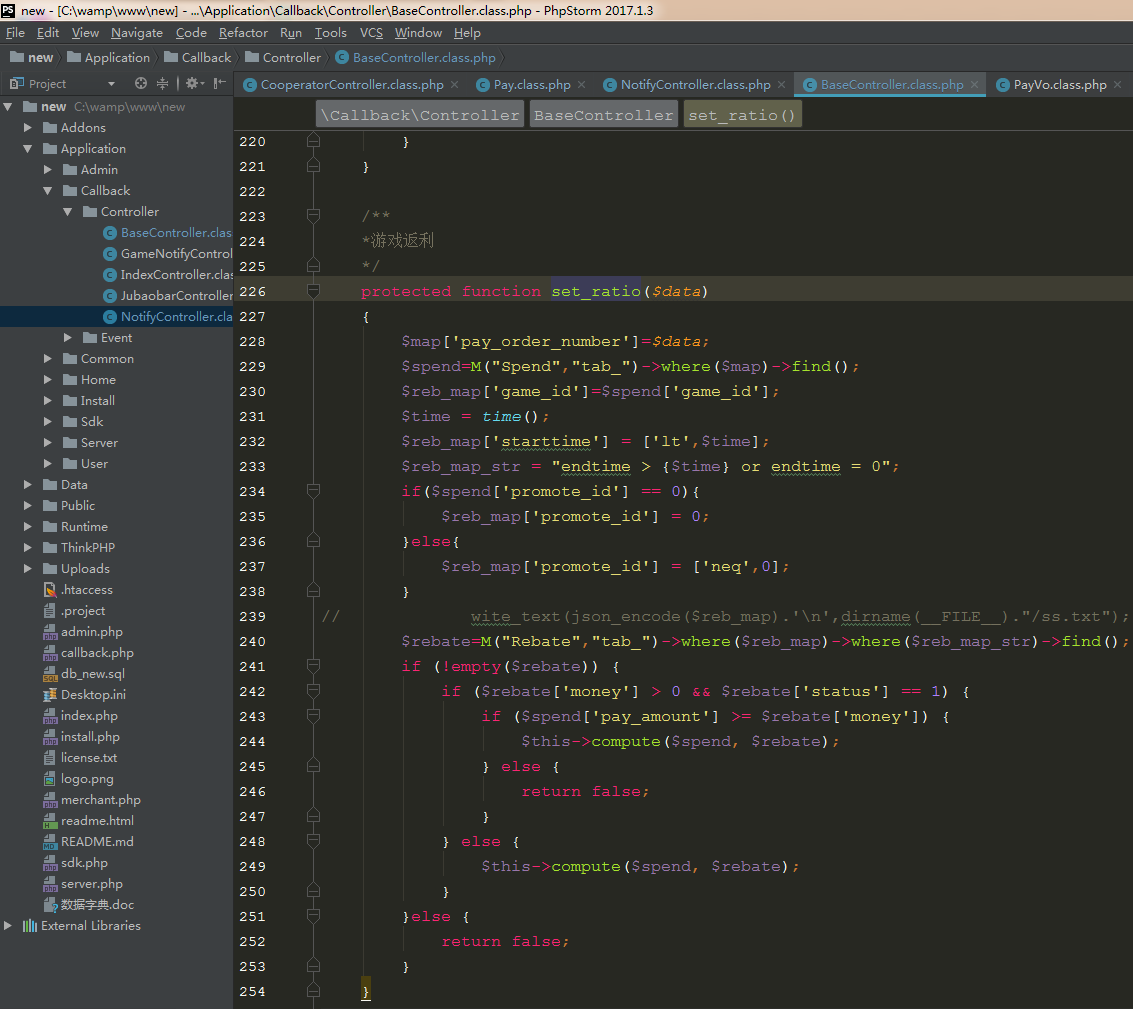 PS new - [C:\wamp\www\new] - ...\Application\Callback\Controller\BaseController.class.php - PhpStorm 2017.1.3
File Edit View Navigate Code Refactor Run Tools VCS Window Help
new Application Callback Controller BaseController.class.php
Project
CooperatorController.class.php Pay.class.php NotifyController.class.php BaseController.class.php PayVo.class.php
new C:\wamp\www\new
Addons
Application
Admin
Callback
Controller
BaseController.clas
GameNotifyControl
IndexController.clas
JubaobarController
NotifyController.cla
Event
Common
Home
Install
Sdk
Server
User
Data
Public
Runtime
ThinkPHP
Uploads
.htaccess
.project
admin.php
callback.php
db_new.sql
Desktop.ini
index.php
install.php
license.txt
logo.png
merchant.php
readme.html
README.md
sdk.php
server.php
数据字典.doc
External Libraries
\Callback\Controller BaseController set_ratio()
220 }
221 }
222
223 /**
224 *游戏返利
225 */
226 protected function set_ratio($data)
227 {
228 $map['pay_order_number']=$data;
229 $spend=M("Spend","tab_")->where($map)->find();
230 $reb_map['game_id']=$spend['game_id'];
231 $time = time();
232 $reb_map['starttime'] = ['lt',$time];
233 $reb_map_str = "endtime > {$time} or endtime = 0";
234 if($spend['promote_id'] == 0){
235 $reb_map['promote_id'] = 0;
236 }else{
237 $reb_map['promote_id'] = ['neq',0];
238 }
239 // wite_text(json_encode($reb_map).'\n',dirname(__FILE__)."/ss.txt");
240 $rebate=M("Rebate","tab_")->where($reb_map)->where($reb_map_str)->find();
241 if (!empty($rebate)) {
242 if ($rebate['money'] > 0 && $rebate['status'] == 1) {
243 if ($spend['pay_amount'] >= $rebate['money']) {
244 $this->compute($spend, $rebate);
245 } else {
246 return false;
247 }
248 } else {
249 $this->compute($spend, $rebate);
250 }
251 }else {
252 return false;
253 }
254 }